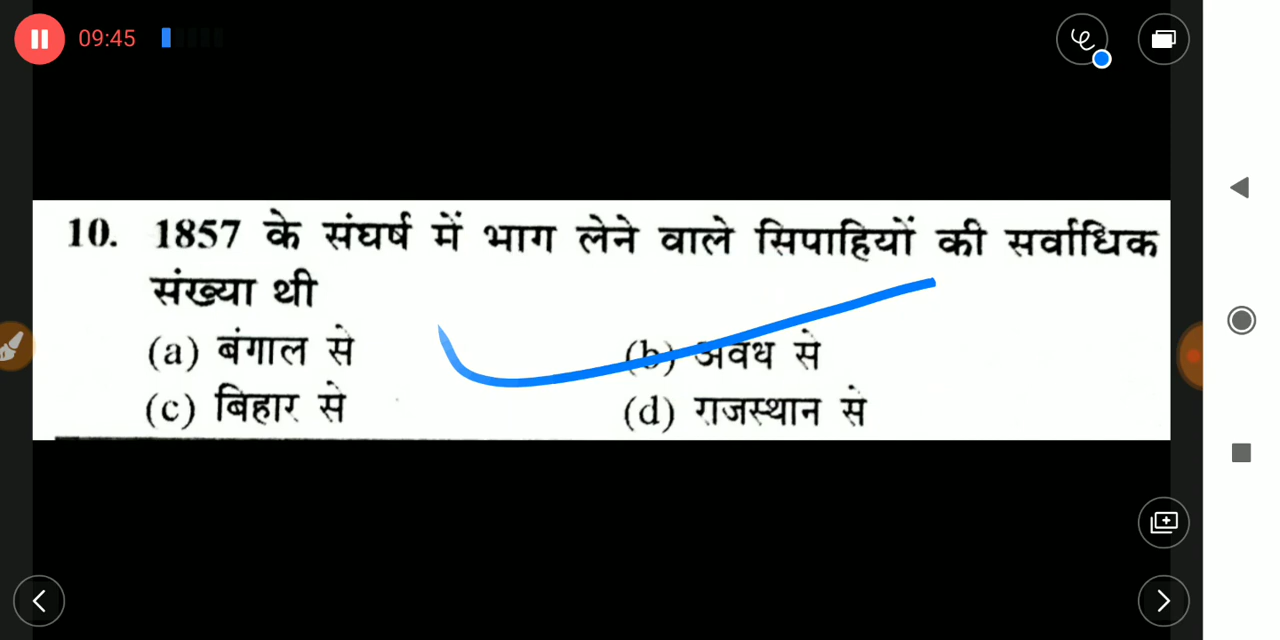 09:45
10. 1857 के संघर्ष में भाग लेने वाले सिपाहियों की सर्वाधिक
संख्या थी
(a) बंगाल से (b) अवध से
(c) बिहार से (d) राजस्थान से